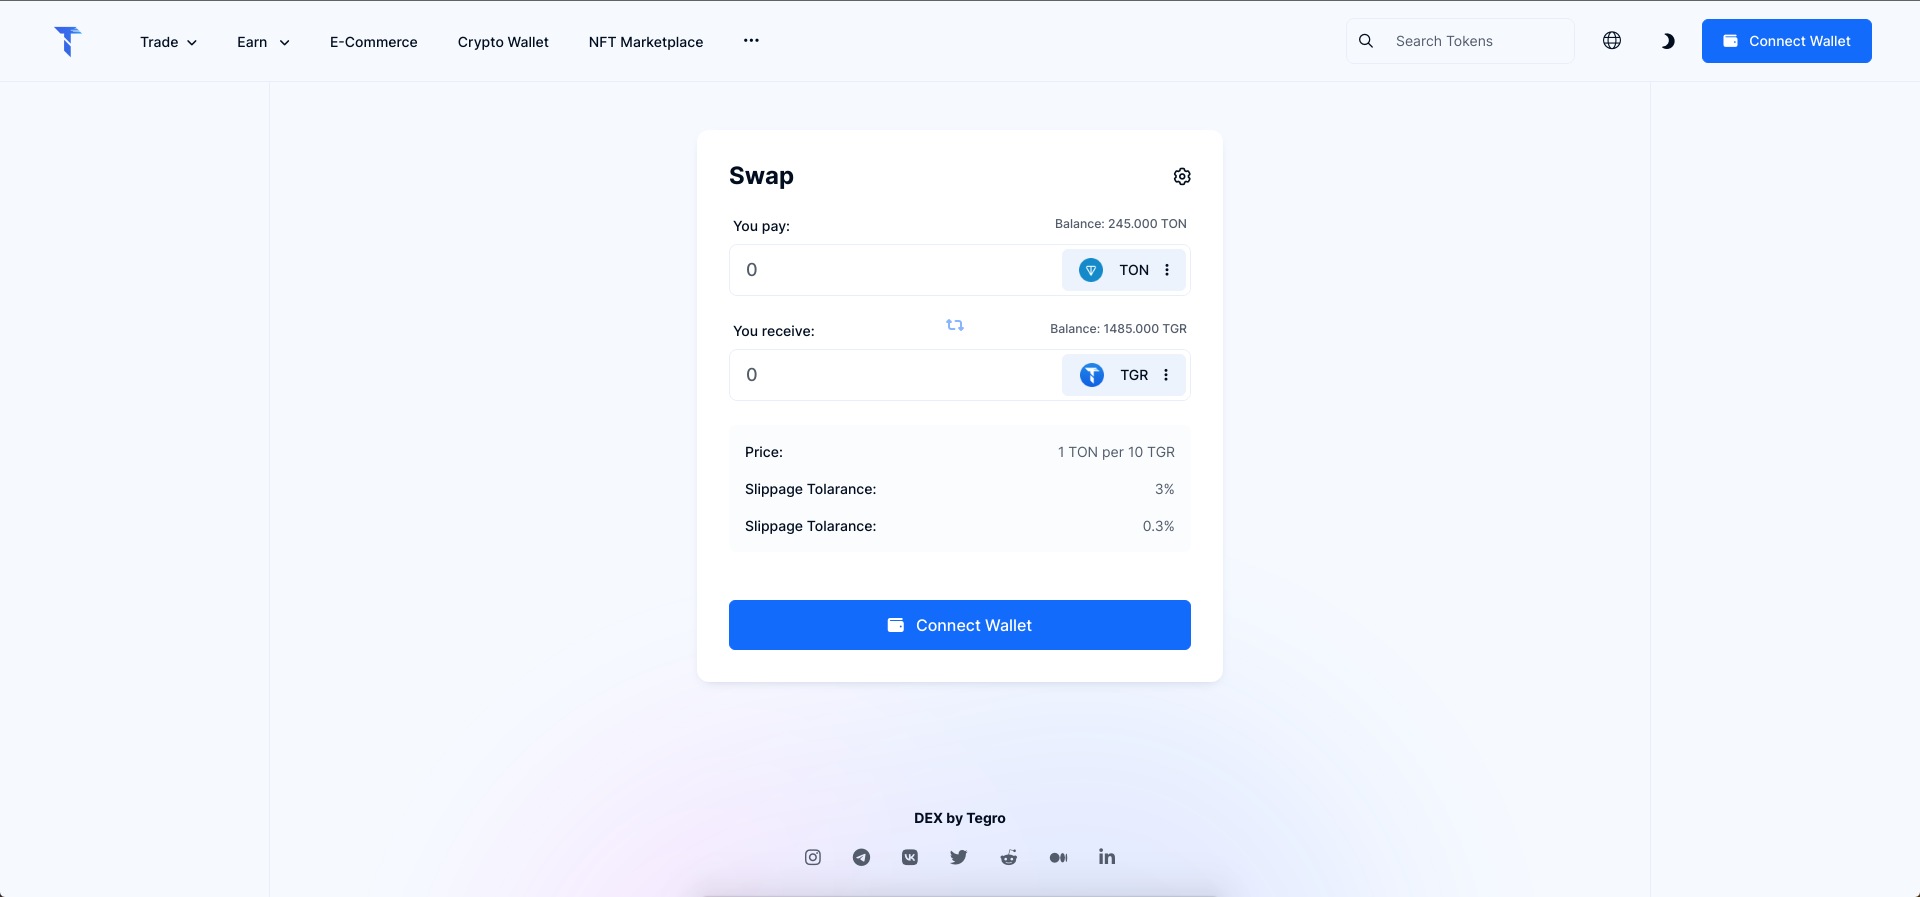 Trade
Earn
E-Commerce
Crypto Wallet
NFT Marketplace
Search Tokens
Connect Wallet
Swap
You pay:
Balance: 245.000 TON
0
TON
You receive:
Balance: 1485.000 TGR
0
TGR
Price:
1 TON per 10 TGR
Slippage Tolarance:
3%
Slippage Tolarance:
0.3%
Connect Wallet
DEX by Tegro